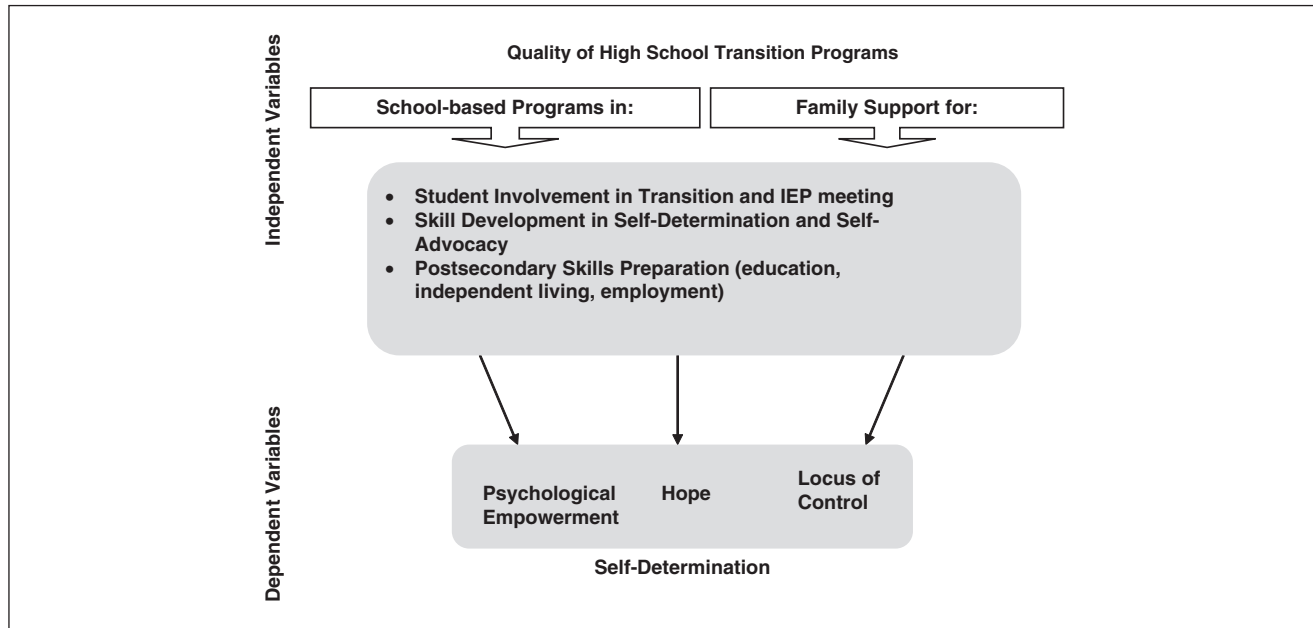 Independent Variables
Quality of High School Transition Programs
School-based Programs in:
Family Support for:
• Student Involvement in Transition and IEP meeting
• Skill Development in Self-Determination and Self-
Advocacy
• Postsecondary Skills Preparation (education,
independent living, employment)
Dependent Variables
Psychological
Empowerment
Hope
Locus of
Control
Self-Determination